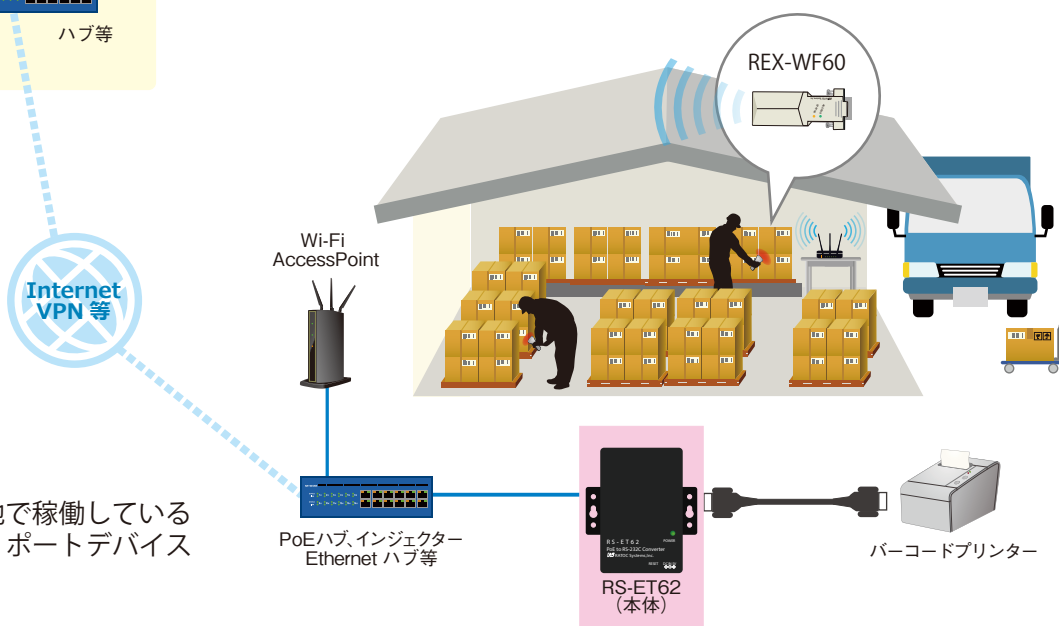 ハブ等
REX-WF60
Wi-Fi
AccessPoint
Internet
VPN 等
で稼働している
ポートデバイス
PoEハブ、インジェクター
Ethernet ハブ等
RS-ET62
PoE to RS-232C Converter
RATOC Systems,Inc.
POWER
RESET
RS-ET62
（本体）
バーコードプリンター